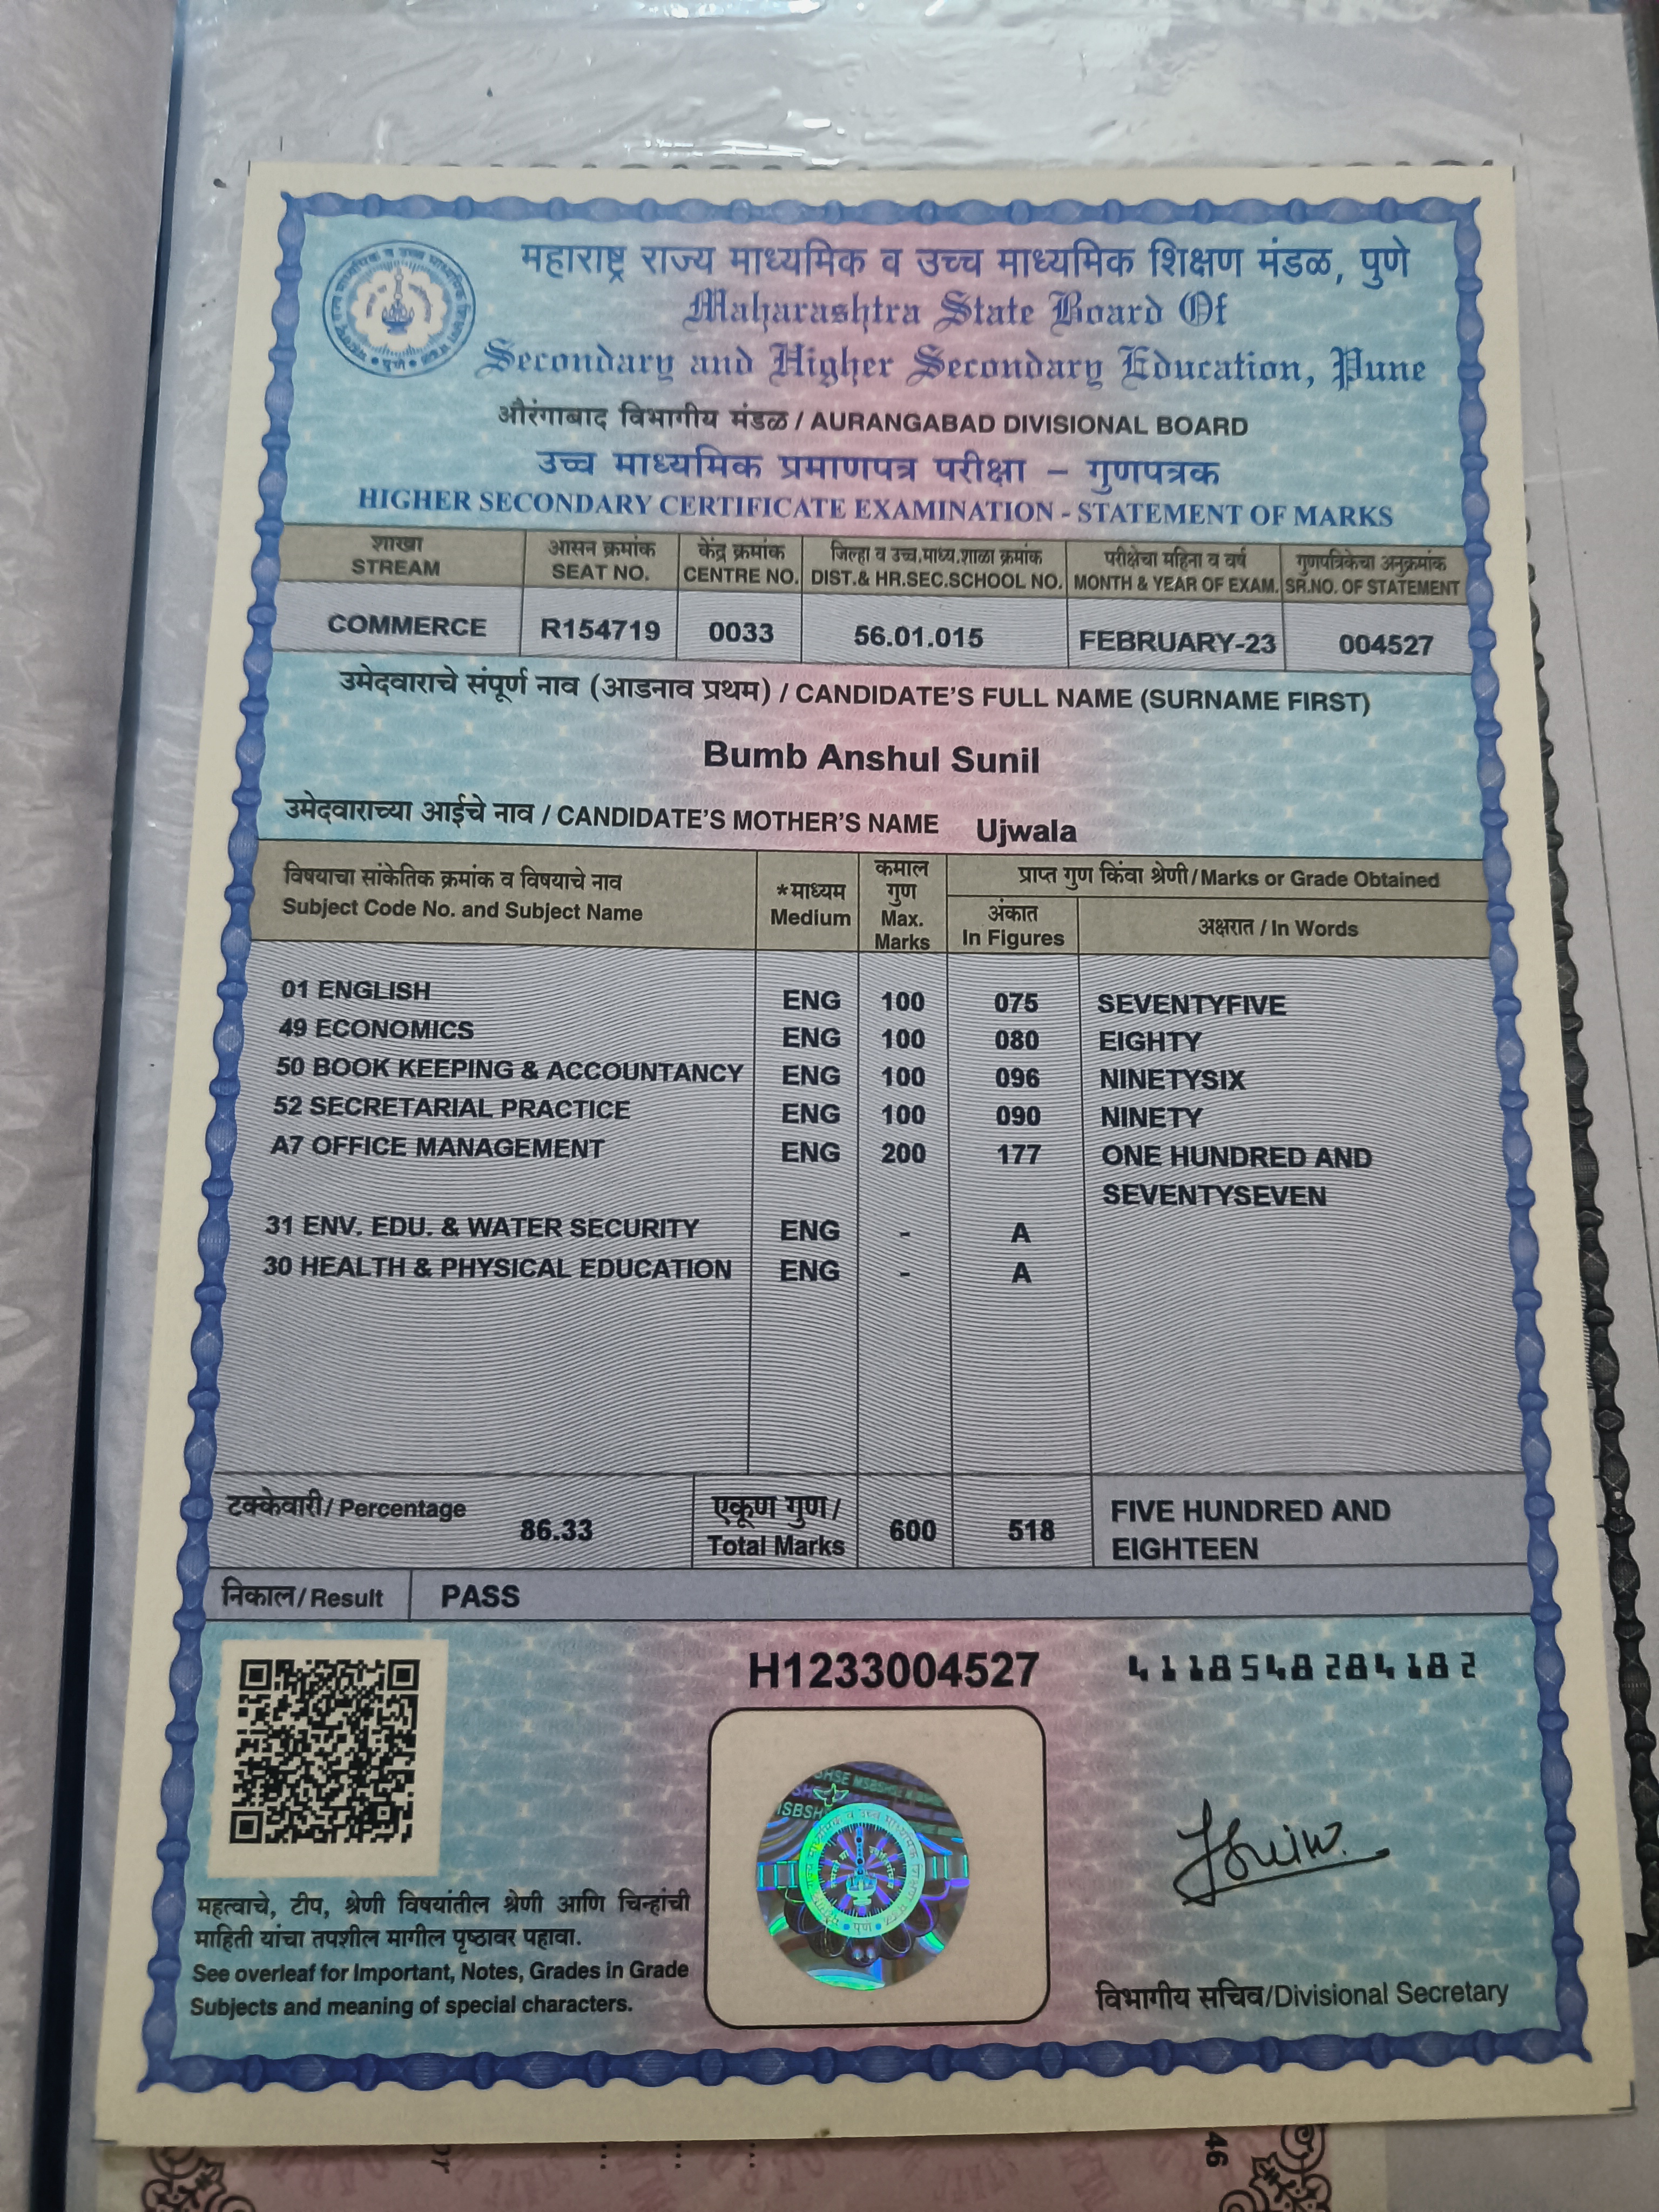 महाराष्ट्र राज्य माध्यमिक व उच्च माध्यमिक शिक्षण मंडळ, पुणे
Maharashtra State Board Of
Secondary and Higher Secondary Education, Pune
औरंगाबाद विभागीय मंडळ / AURANGABAD DIVISIONAL BOARD
उच्च माध्यमिक प्रमाणपत्र परीक्षा – गुणपत्रक
HIGHER SECONDARY CERTIFICATE EXAMINATION - STATEMENT OF MARKS
शाखा आसन क्रमांक केंद्र क्रमांक जिल्हा व उच्च.माध्य.शाळा क्रमांक परीक्षेचा महिना व वर्ष गुणपत्रिकेचा अनुक्रमांक
STREAM SEAT NO. CENTRE NO. DIST.& HR.SEC.SCHOOL NO. MONTH & YEAR OF EXAM. SR.NO. OF STATEMENT
COMMERCE R154719 0033 56.01.015 FEBRUARY-23 004527
उमेदवाराचे संपूर्ण नाव (आडनाव प्रथम) / CANDIDATE'S FULL NAME (SURNAME FIRST)
Bumb Anshul Sunil
उमेदवाराच्या आईचे नाव / CANDIDATE'S MOTHER'S NAME Ujwala
विषयाचा सांकेतिक क्रमांक व विषयाचे नाव
Subject Code No. and Subject Name
*माध्यम
Medium
कमाल
गुण
Max.
Marks
प्राप्त गुण किंवा श्रेणी/Marks or Grade Obtained
अंकात
In Figures
अक्षरात / In Words
01 ENGLISH ENG 100 075 SEVENTYFIVE
49 ECONOMICS ENG 100 080 EIGHTY
50 BOOK KEEPING & ACCOUNTANCY ENG 100 096 NINETYSIX
52 SECRETARIAL PRACTICE ENG 100 090 NINETY
A7 OFFICE MANAGEMENT ENG 200 177 ONE HUNDRED AND
SEVENTYSEVEN
31 ENV. EDU. & WATER SECURITY ENG - A
30 HEALTH & PHYSICAL EDUCATION ENG - A
टक्केवारी/ Percentage 86.33
एकूण गुण /
Total Marks 600 518
FIVE HUNDRED AND
EIGHTEEN
निकाल/Result PASS
H1233004527 4118548284182
महत्वाचे, टीप, श्रेणी विषयांतील श्रेणी आणि चिन्हांची
माहिती यांचा तपशील मागील पृष्ठावर पहावा.
See overleaf for Important, Notes, Grades in Grade
Subjects and meaning of special characters.
विभागीय सचिव/Divisional Secretary
46